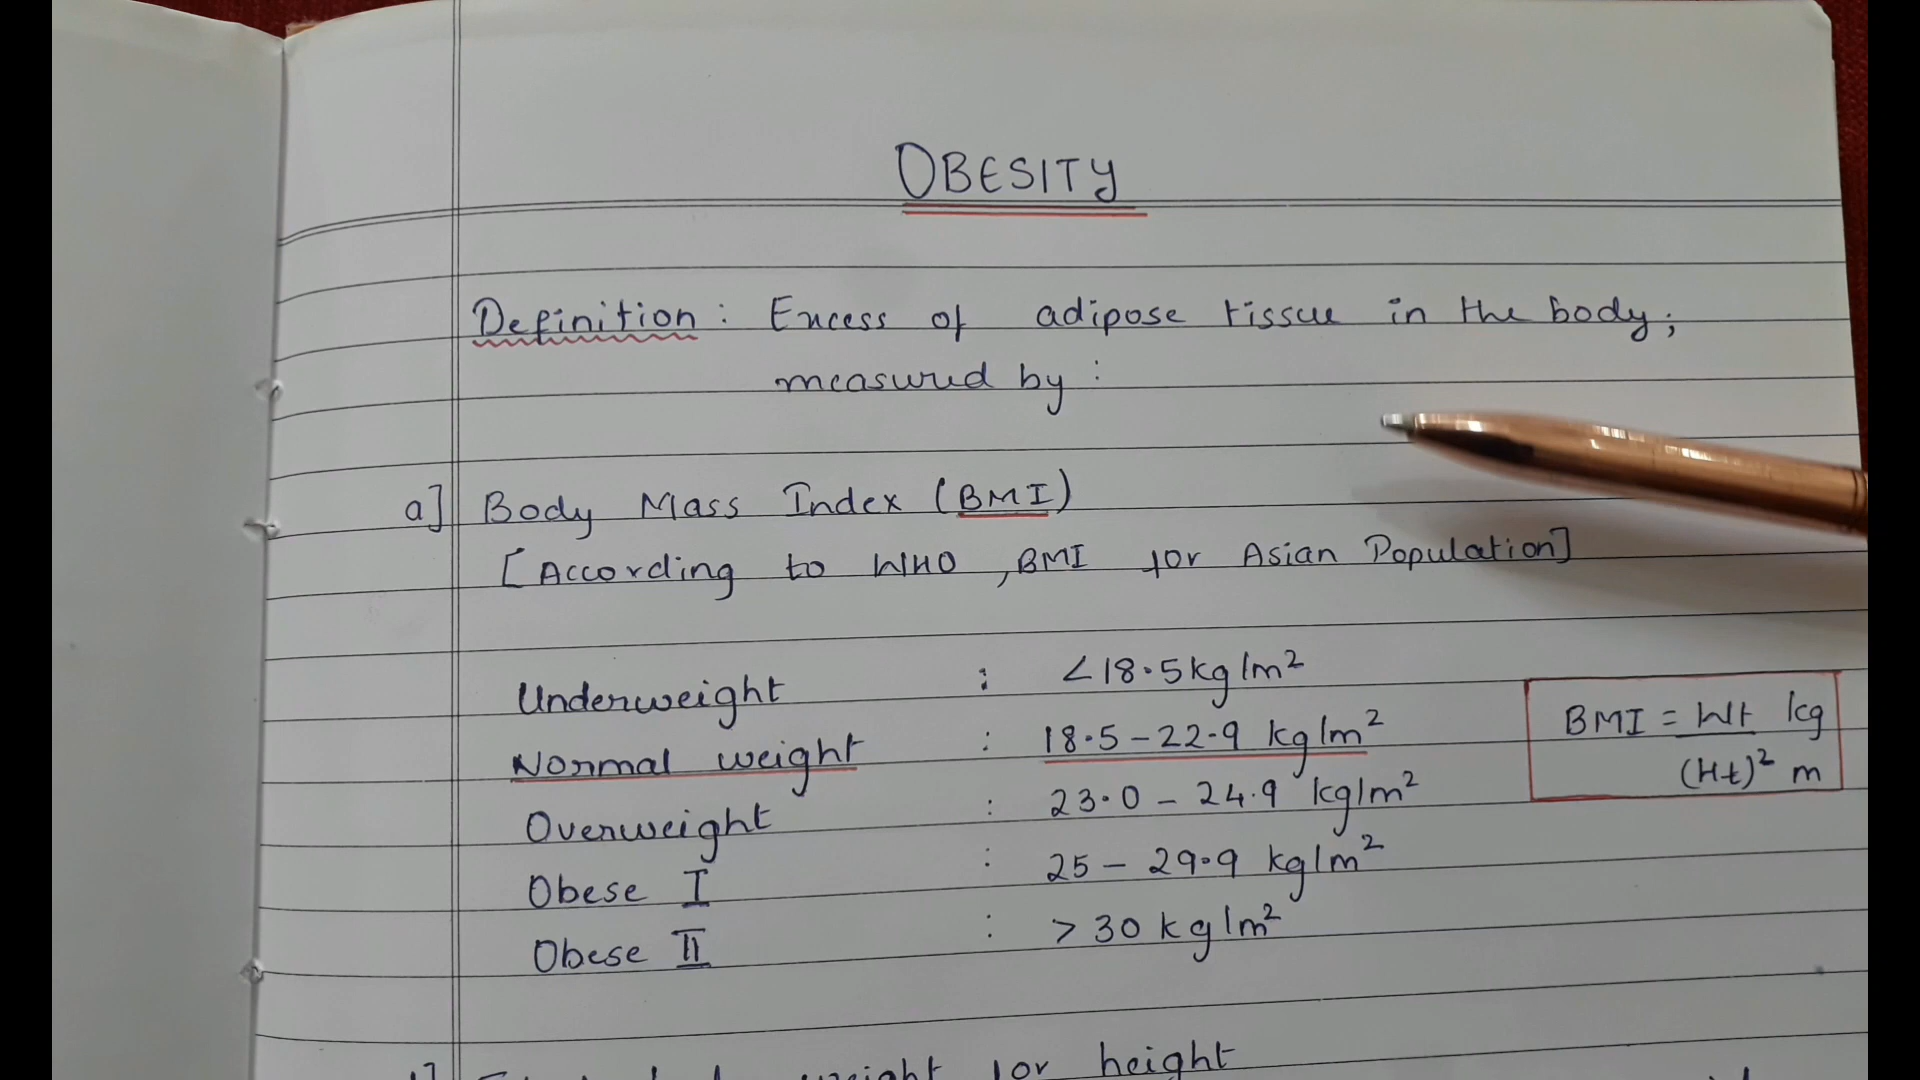 OBESITY
Definition : Excess of adipose tissue in the body;
measured by :
a] Body Mass Index (BMI)
[According to WHO, BMI for Asian Population]
Underweight : <18.5 kg/m²
Normal weight : 18.5 – 22.9 kg/m²
Overweight : 23.0 – 24.9 kg/m²
Obese I : 25 – 29.9 kg/m²
Obese II : > 30 kg/m²
BMI = Wt kg
(Ht)² m
weight for height